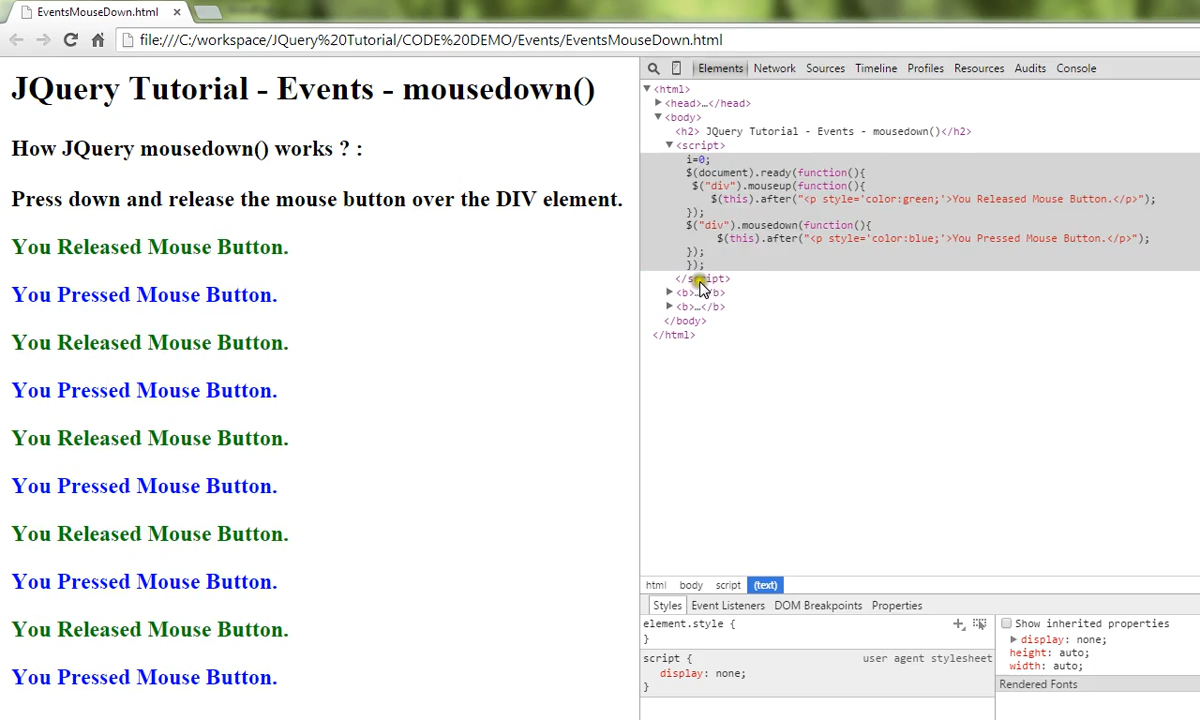 EventsMouseDown.html
file:///C:/workspace/JQuery%20Tutorial/CODE%20DEMO/Events/EventsMouseDown.html
JQuery Tutorial - Events - mousedown()
How JQuery mousedown() works ? :
Press down and release the mouse button over the DIV element.
You Released Mouse Button.
You Pressed Mouse Button.
You Released Mouse Button.
You Pressed Mouse Button.
You Released Mouse Button.
You Pressed Mouse Button.
You Released Mouse Button.
You Pressed Mouse Button.
You Released Mouse Button.
You Pressed Mouse Button.
Elements Network Sources Timeline Profiles Resources Audits Console
<html>
<head>…</head>
<body>
<h2> JQuery Tutorial - Events - mousedown()</h2>
<script>
i=0;
$(document).ready(function(){
$("div").mouseup(function(){
$(this).after("<p style='color:green;'>You Released Mouse Button.</p>");
});
$("div").mousedown(function(){
$(this).after("<p style='color:blue;'>You Pressed Mouse Button.</p>");
});
});
</script>
<b>…</b>
<b>…</b>
</body>
</html>
html body script (text)
Styles Event Listeners DOM Breakpoints Properties
element.style {
}
script { user agent stylesheet
display: none;
}
Show inherited properties
display: none;
height: auto;
width: auto;
Rendered Fonts